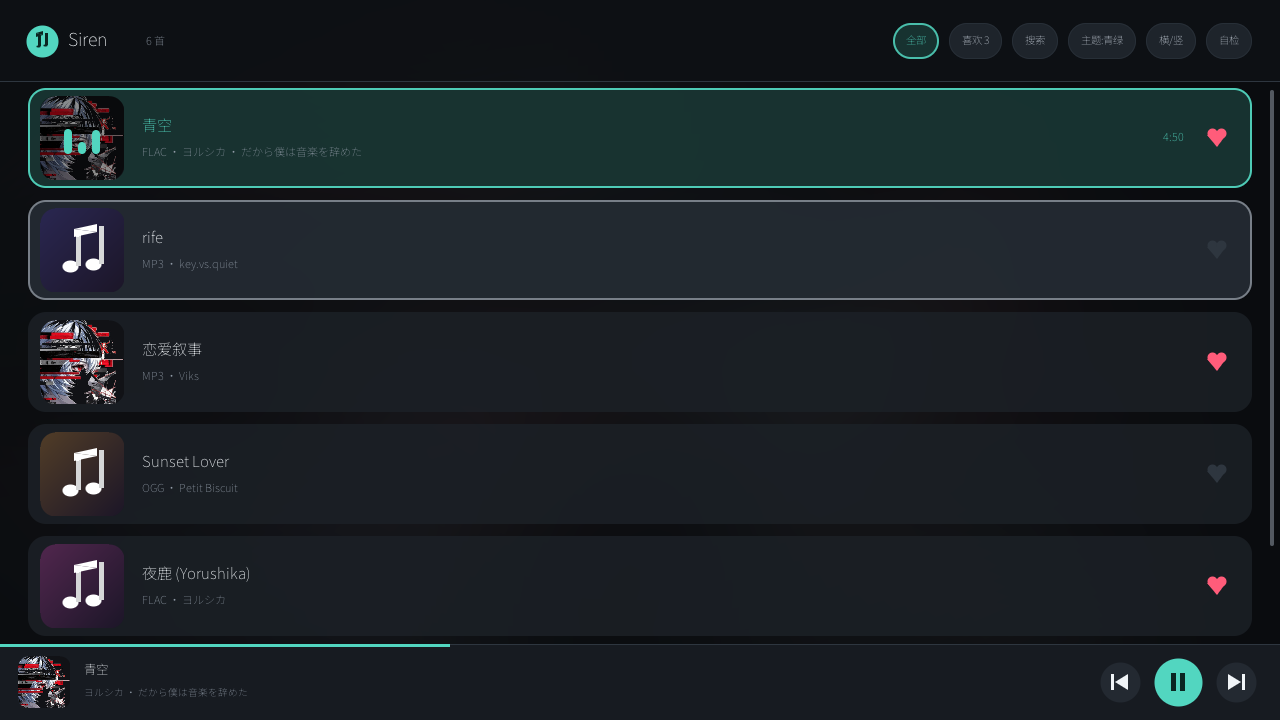 Siren
6 首
全部
喜欢 3
搜索
主题:青绿
横/竖
自检
青空
FLAC • ヨルシカ • だから僕は音楽を辞めた
4:50
rife
MP3 • key.vs.quiet
恋爱叙事
MP3 • Viks
Sunset Lover
OGG • Petit Biscuit
夜鹿 (Yorushika)
FLAC • ヨルシカ
青空
ヨルシカ • だから僕は音楽を辞めた